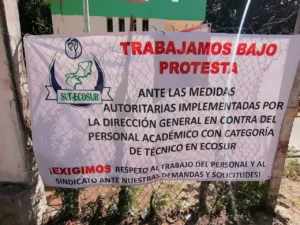 SUT-ECOSUR
TRABAJAMOS BAJO
PROTESTA
ANTE LAS MEDIDAS
AUTORITARIAS IMPLEMENTADAS POR
LA DIRECCIÓN GENERAL EN CONTRA DEL
PERSONAL ACADÉMICO CON CATEGORÍA
DE TÉCNICO EN ECOSUR
¡EXIGIMOS RESPETO AL TRABAJO DEL PERSONAL Y AL
SINDICATO ANTE NUESTRAS DEMANDAS Y SOLICITUDES!